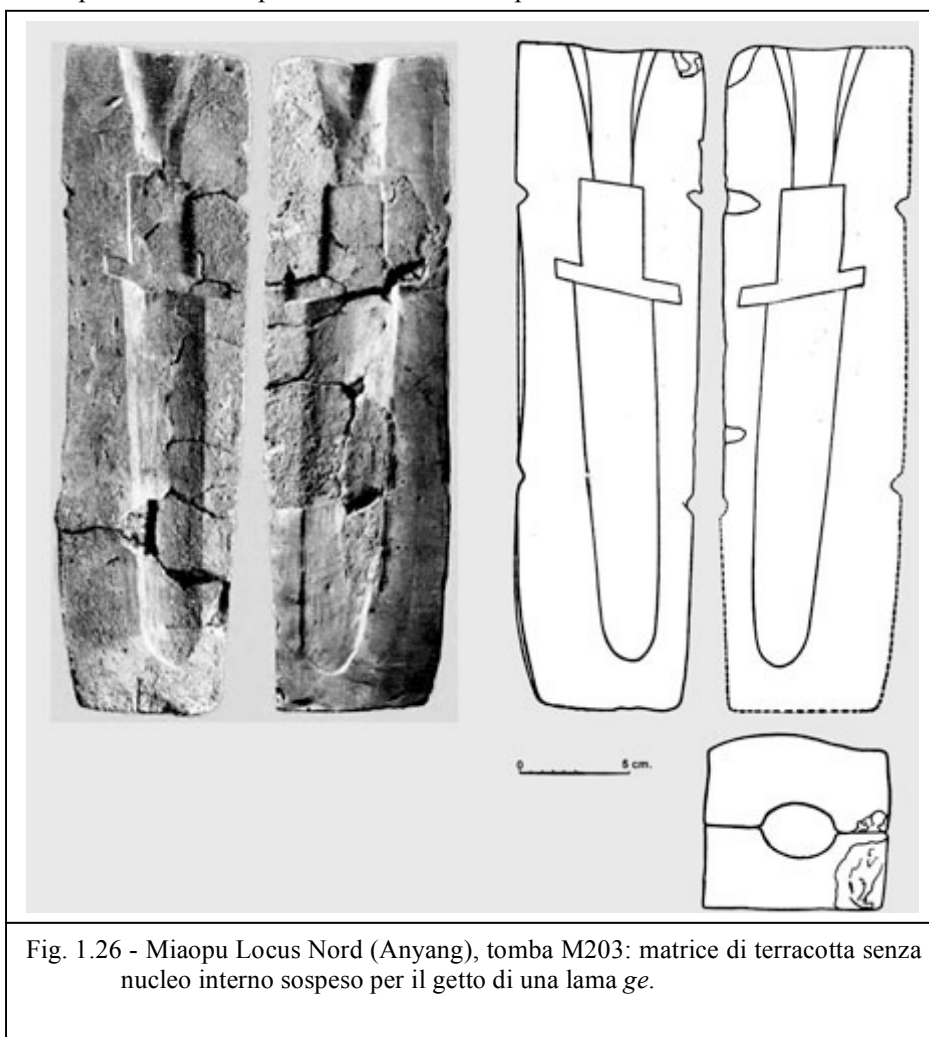 0 5 cm.
Fig. 1.26 - Miaopu Locus Nord (Anyang), tomba M203: matrice di terracotta senza
nucleo interno sospeso per il getto di una lama ge.